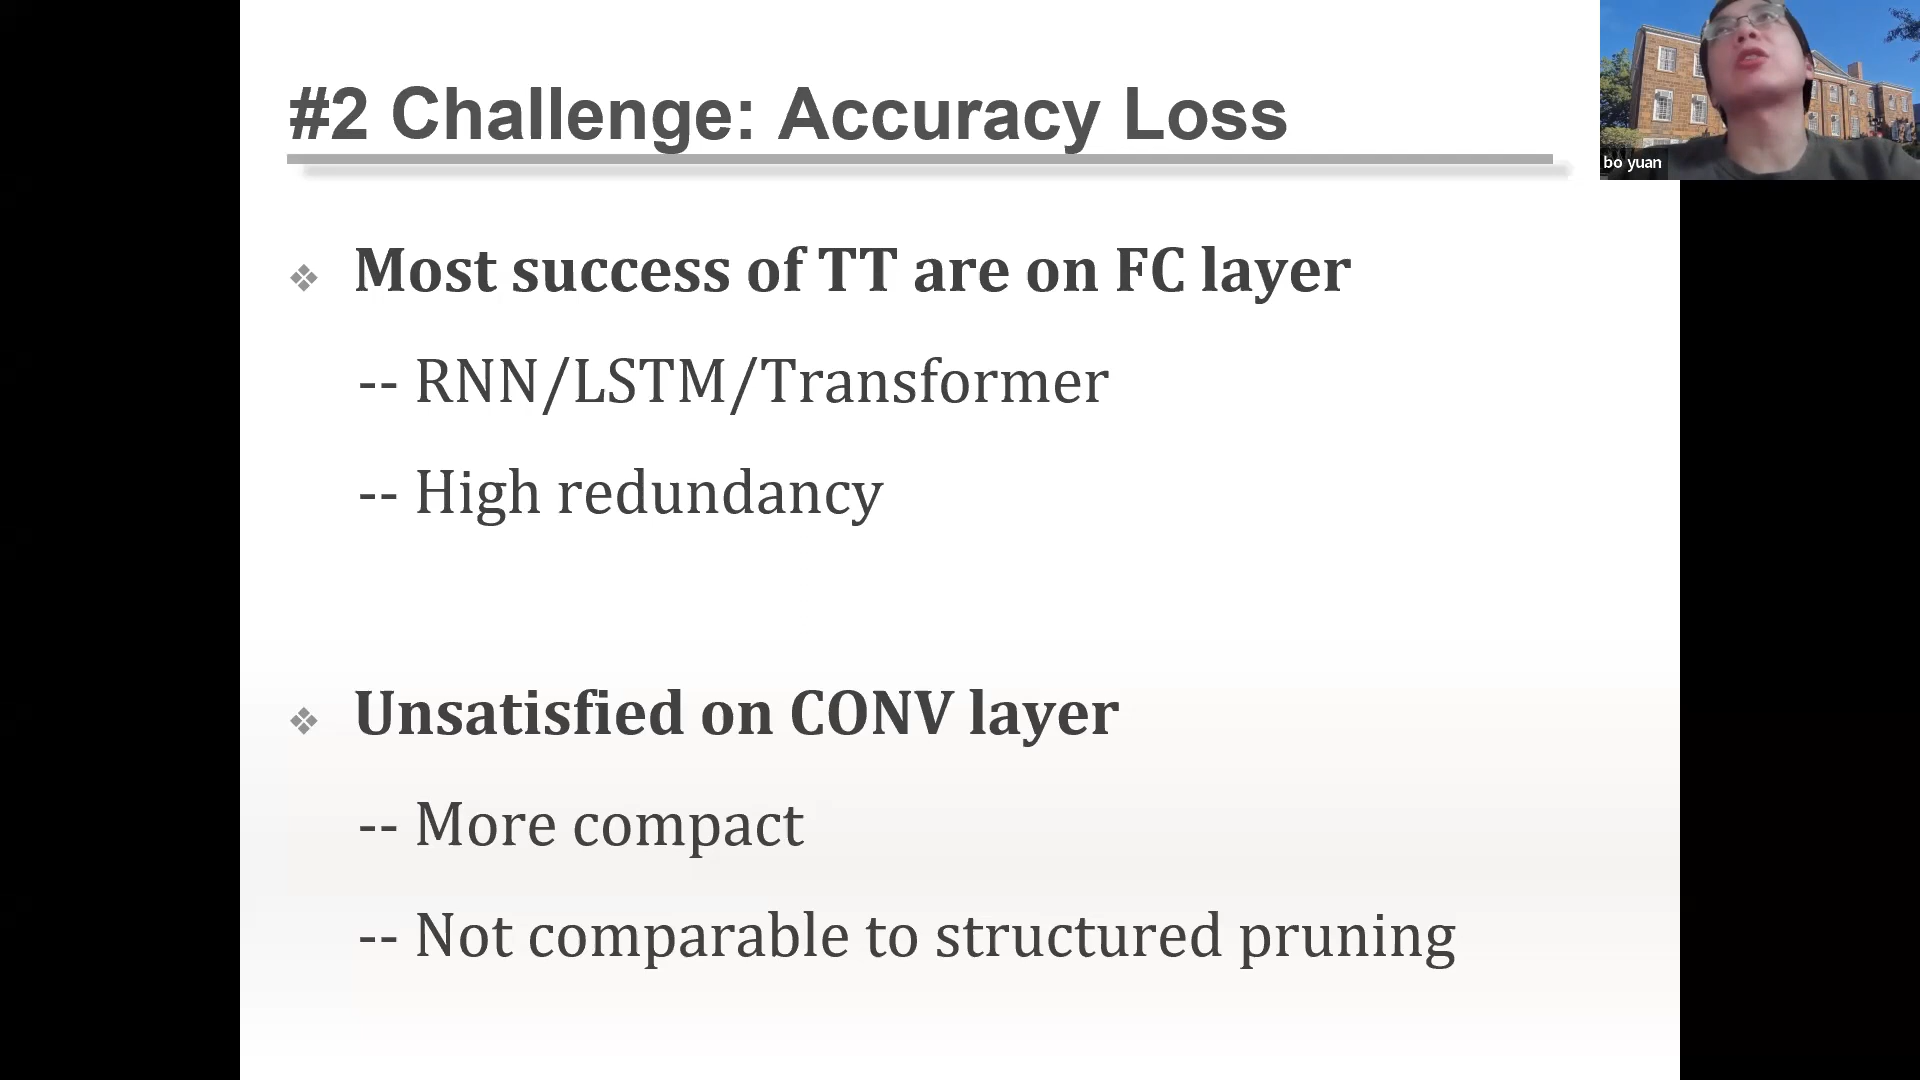 #2 Challenge: Accuracy Loss
bo yuan
❖ Most success of TT are on FC layer
-- RNN/LSTM/Transformer
-- High redundancy
❖ Unsatisfied on CONV layer
-- More compact
-- Not comparable to structured pruning